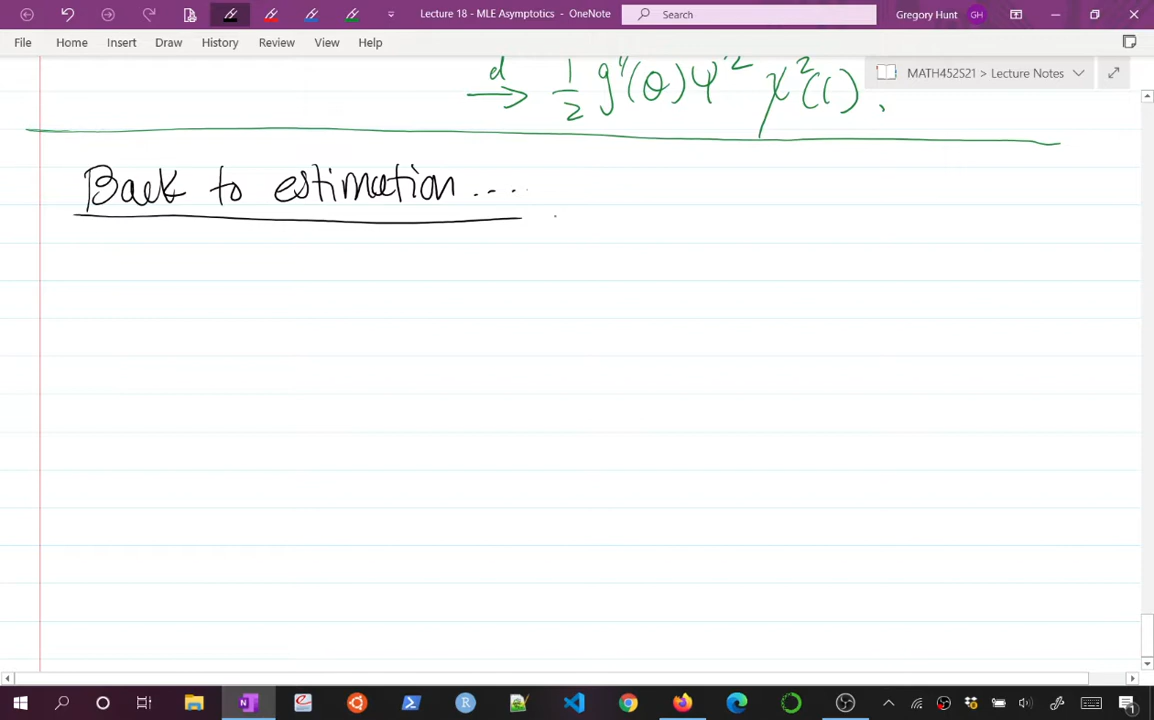 Lecture 18 - MLE Asymptotics - OneNote
Search
Gregory Hunt
GH
File Home Insert Draw History Review View Help
MATH452S21 > Lecture Notes
d→ 1/2 g''(θ) ψ² χ²(1).
Back to estimation....